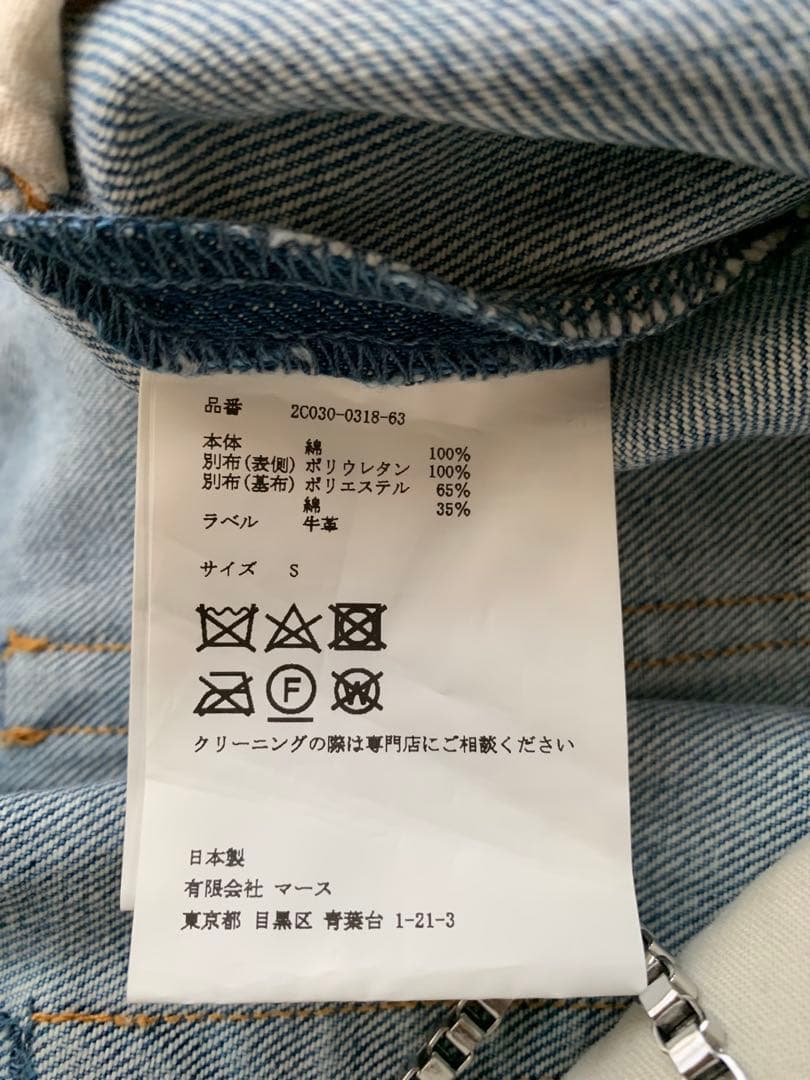 品番 2C030-0318-63
本体 綿 100%
別布(表側) ポリウレタン 100%
別布(基布) ポリエステル 65%
綿 35%
ラベル 牛革
サイズ S
F W
クリーニングの際は専門店にご相談ください
日本製
有限会社 マース
東京都 目黒区 青葉台 1-21-3